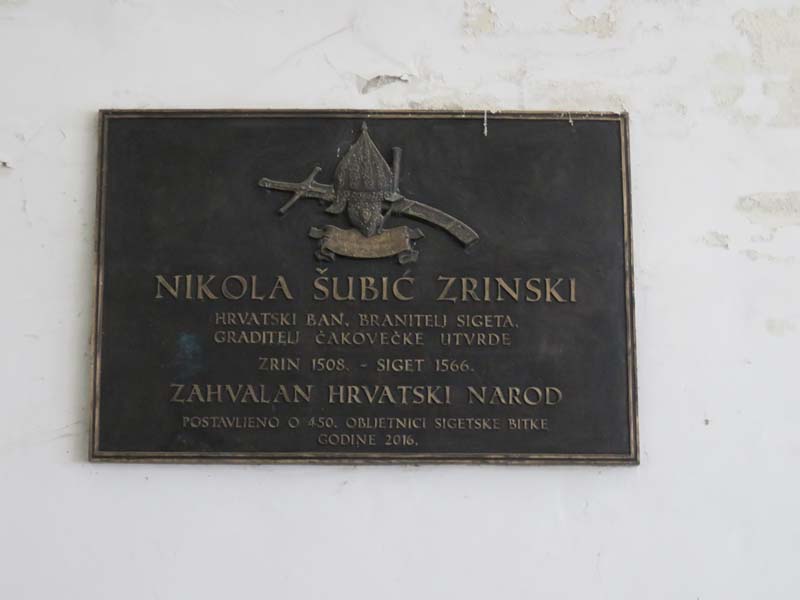 NIKOLA ŠUBIĆ ZRINSKI
HRVATSKI BAN, BRANITELJ SIGETA,
GRADITELJ ČAKOVEČKE UTVRDE
ZRIN 1508. - SIGET 1566.
ZAHVALAN HRVATSKI NAROD
POSTAVLJENO O 450. OBLJETNICI SIGETSKE BITKE
GODINE 2016.